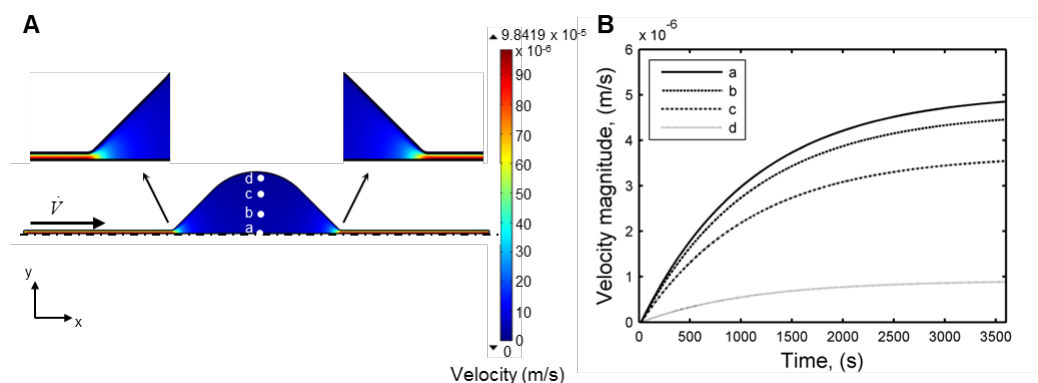 A
9.8419 x 10⁻⁵
x 10⁻⁶
90
80
70
60
50
40
30
20
10
0
0
Velocity (m/s)
V̇
d
c
b
a
y
x
B
x 10⁻⁶
6
5
4
3
2
1
0
Velocity magnitude, (m/s)
a
b
c
d
0 500 1000 1500 2000 2500 3000 3500
Time, (s)